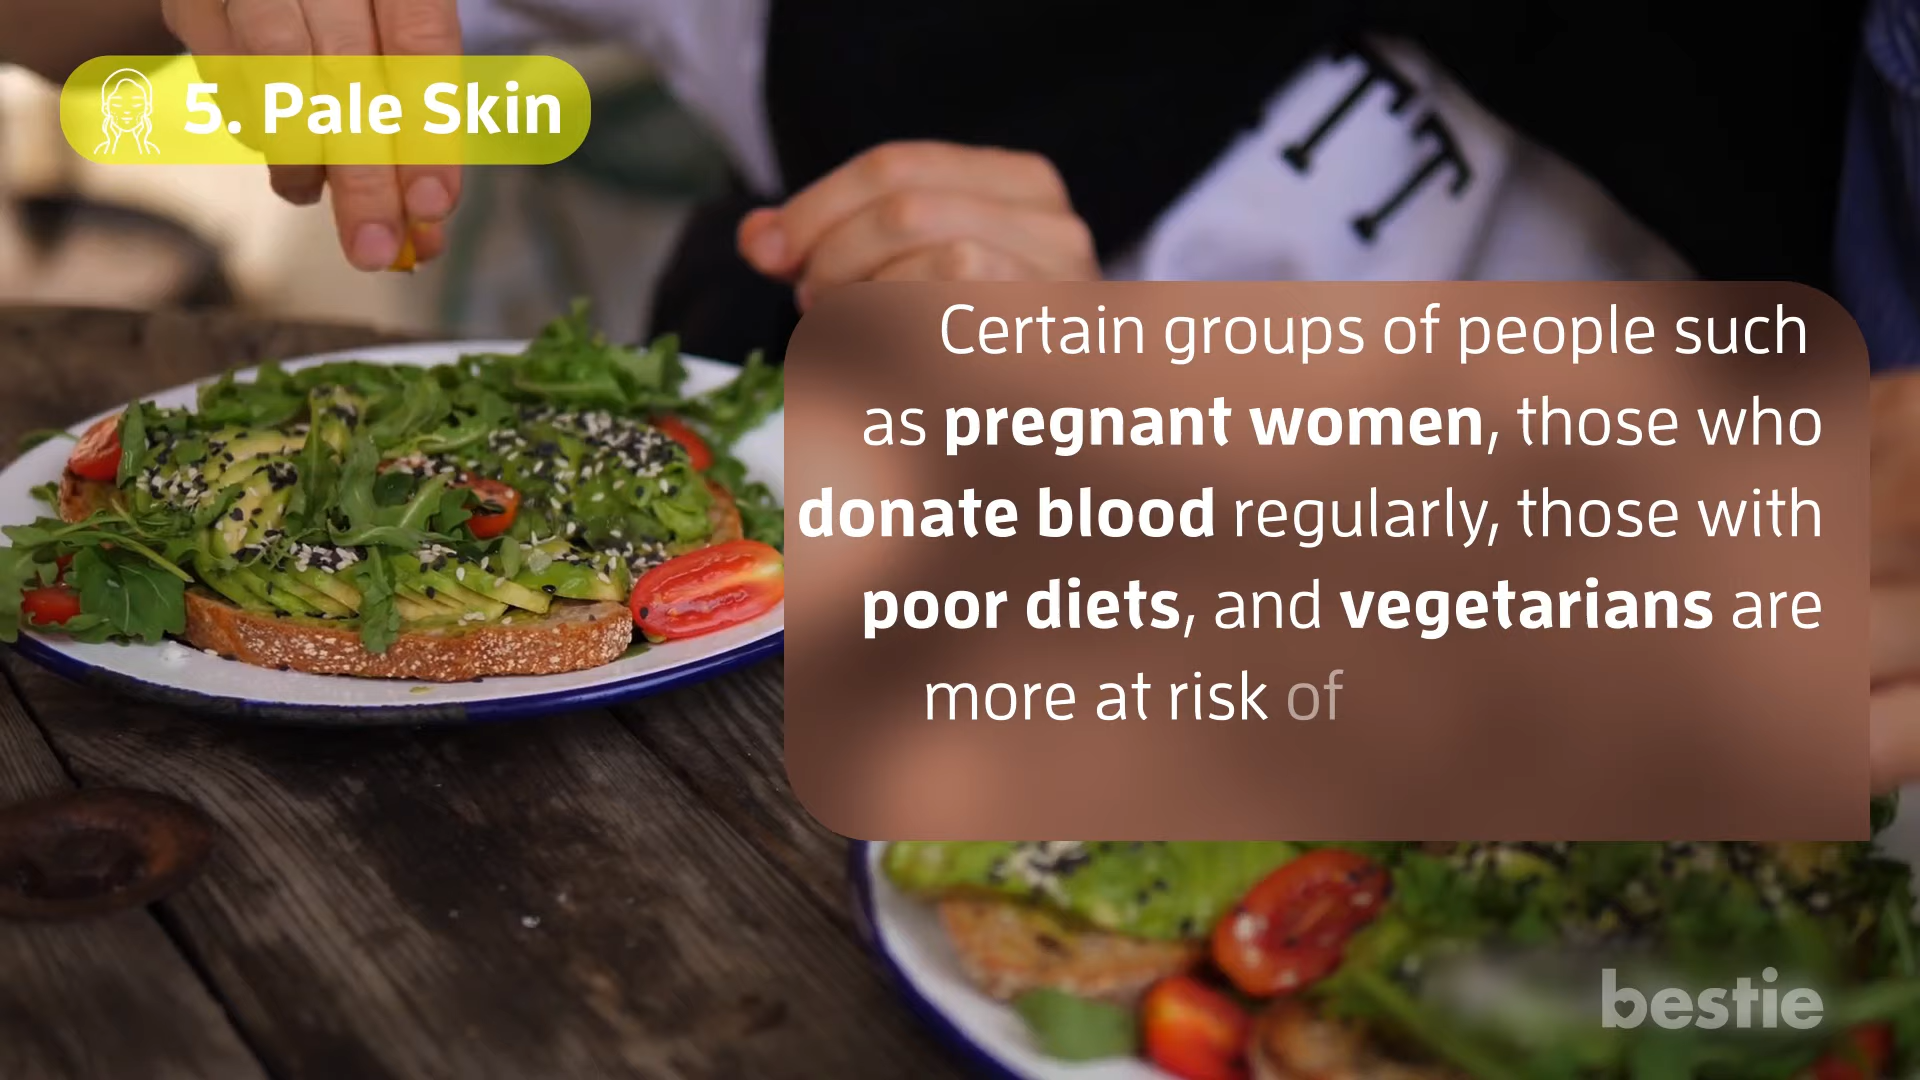 5. Pale Skin
TT
Certain groups of people such
as pregnant women, those who
donate blood regularly, those with
poor diets, and vegetarians are
more at risk of
bestie